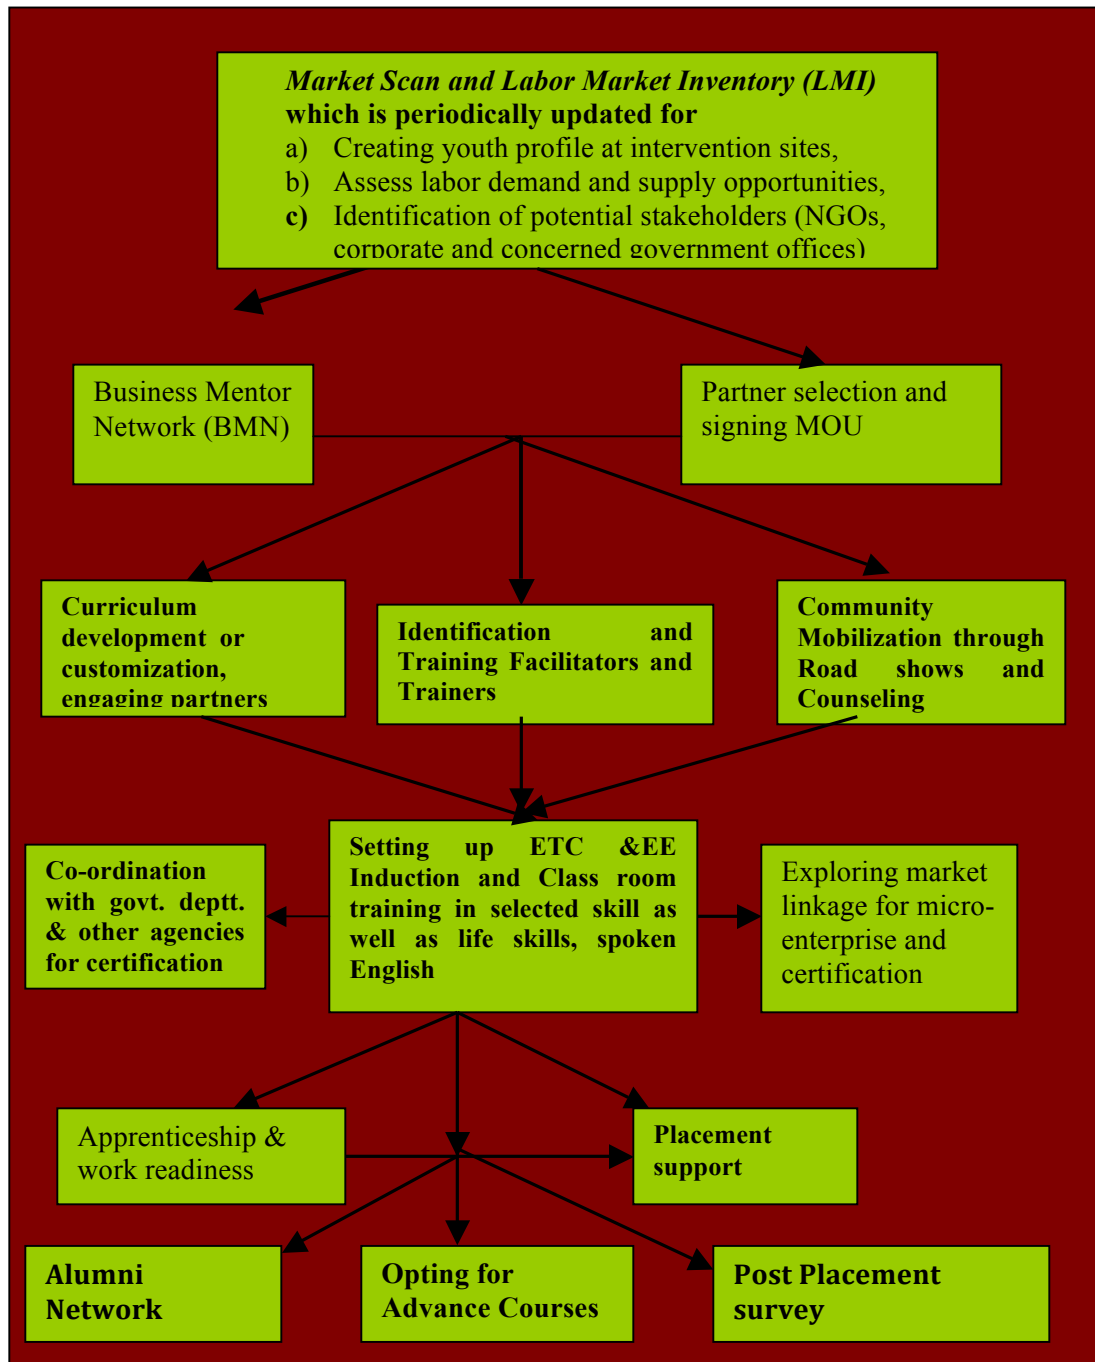 Market Scan and Labor Market Inventory (LMI)
which is periodically updated for
a) Creating youth profile at intervention sites,
b) Assess labor demand and supply opportunities,
c) Identification of potential stakeholders (NGOs,
corporate and concerned government offices)
Business Mentor
Network (BMN)
Partner selection and
signing MOU
Curriculum
development or
customization,
engaging partners
Identification and
Training Facilitators and
Trainers
Community
Mobilization through
Road shows and
Counseling
Co-ordination
with govt. deptt.
& other agencies
for certification
Setting up ETC &EE
Induction and Class room
training in selected skill as
well as life skills, spoken
English
Exploring market
linkage for micro-
enterprise and
certification
Apprenticeship &
work readiness
Placement
support
Alumni
Network
Opting for
Advance Courses
Post Placement
survey